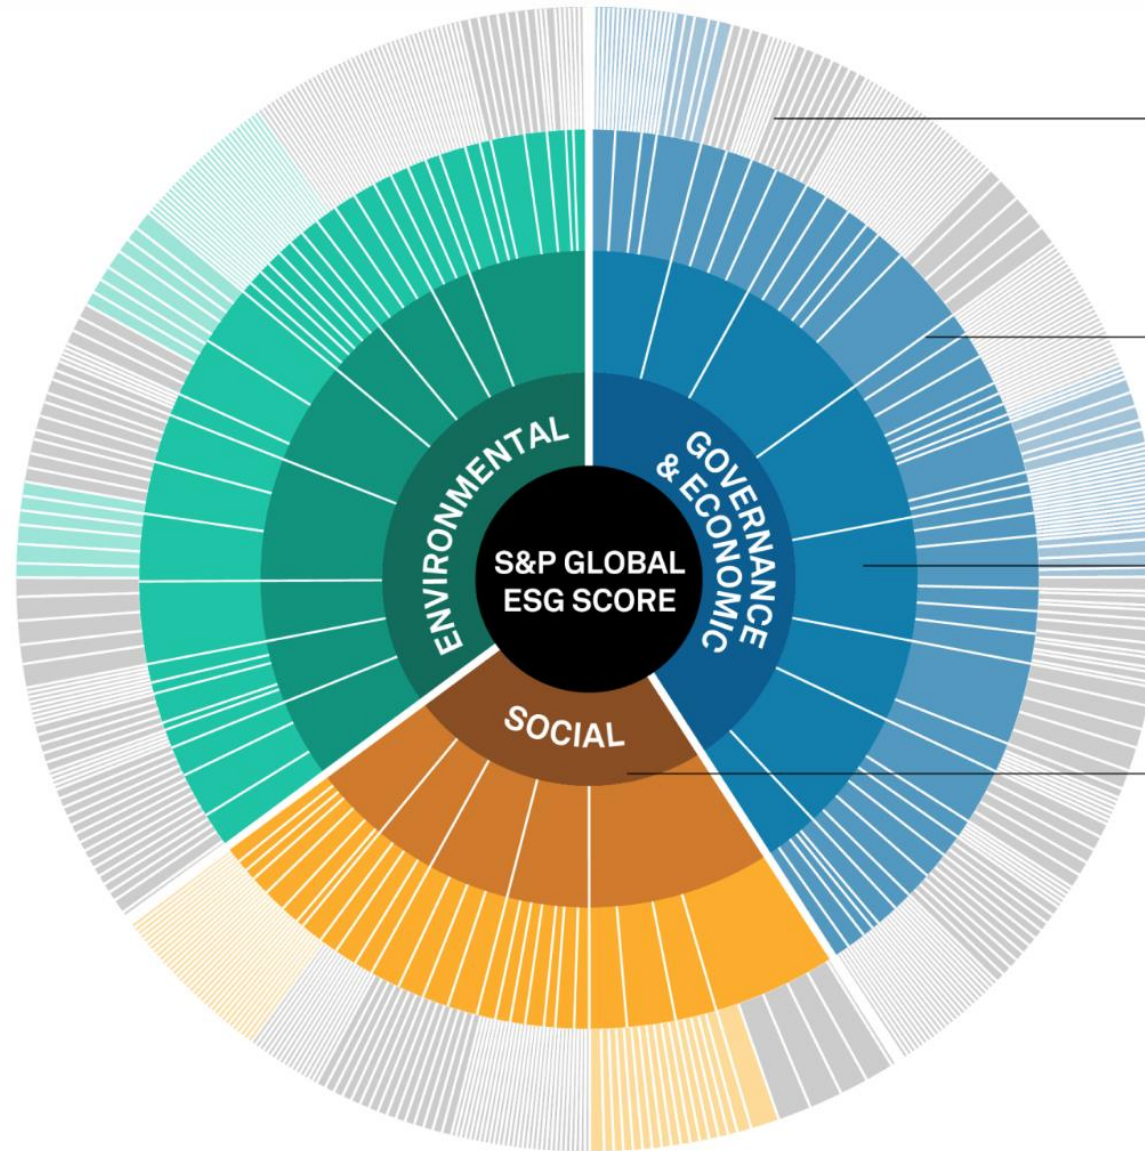 S&P GLOBAL
ESG SCORE
ENVIRONMENTAL
GOVERNANCE
& ECONOMIC
SOCIAL